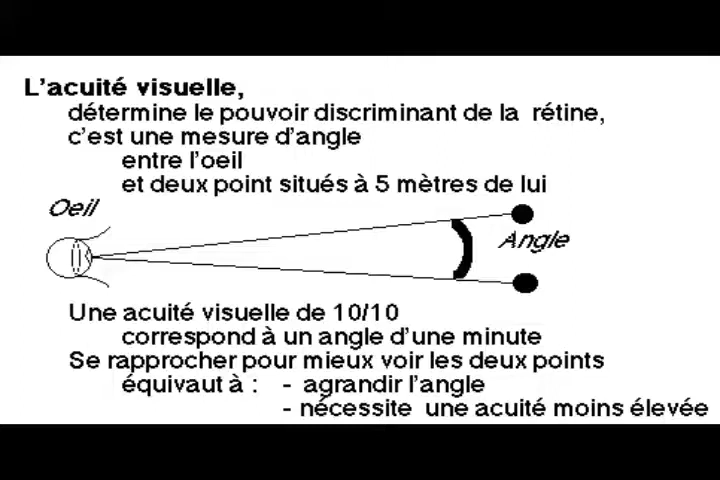 L'acuité visuelle,
détermine le pouvoir discriminant de la rétine,
c'est une mesure d'angle
entre l'oeil
et deux point situés à 5 mètres de lui
Oeil
Angle
Une acuité visuelle de 10/10
correspond à un angle d'une minute
Se rapprocher pour mieux voir les deux points
équivaut à : - agrandir l'angle
- nécessite une acuité moins élevée